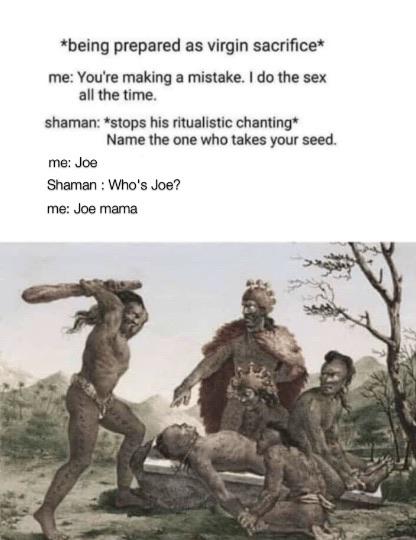 *being prepared as virgin sacrifice*
me: You're making a mistake. I do the sex
all the time.
shaman: *stops his ritualistic chanting*
Name the one who takes your seed.
me: Joe
Shaman : Who's Joe?
me: Joe mama